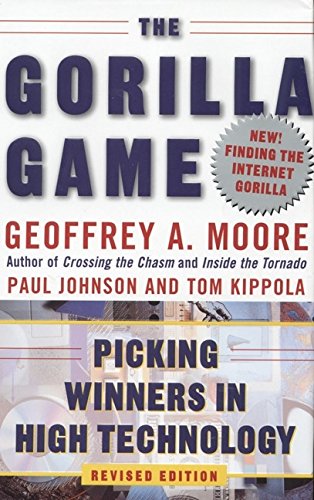 THE
GORILLA
GAME
NEW!
FINDING THE
INTERNET
GORILLA
GEOFFREY A. MOORE
Author of Crossing the Chasm and Inside the Tornado
PAUL JOHNSON AND TOM KIPPOLA
PICKING
WINNERS IN
HIGH TECHNOLOGY
REVISED EDITION